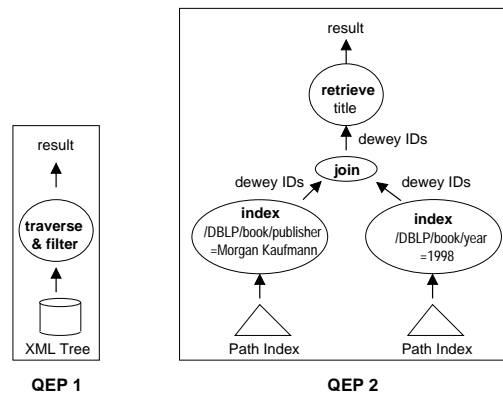 result
traverse
& filter
XML Tree
QEP 1
result
retrieve
title
dewey IDs
join
dewey IDs
dewey IDs
index
/DBLP/book/publisher
=Morgan Kaufmann
index
/DBLP/book/year
=1998
Path Index
Path Index
QEP 2